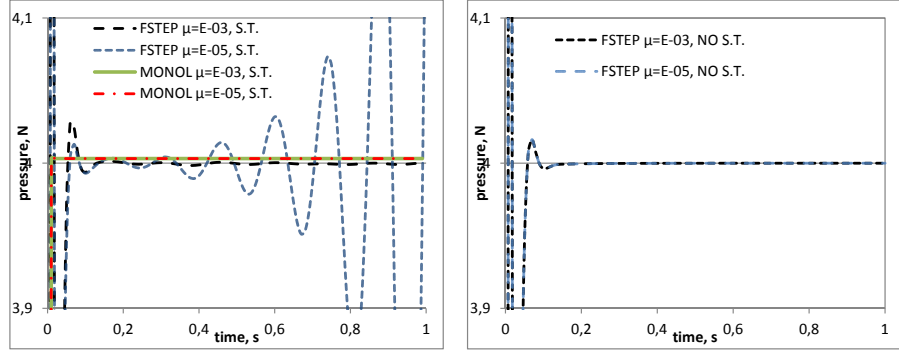 4,1
FSTEP μ=E-03, S.T.
FSTEP μ=E-05, S.T.
MONOL μ=E-03, S.T.
MONOL μ=E-05, S.T.
pressure, N
4
3,9
0 0,2 0,4 0,6 0,8 1
time, s
4,1
FSTEP μ=E-03, NO S.T.
FSTEP μ=E-05, NO S.T.
pressure, N
4
3,9
0 0,2 0,4 0,6 0,8 1
time, s